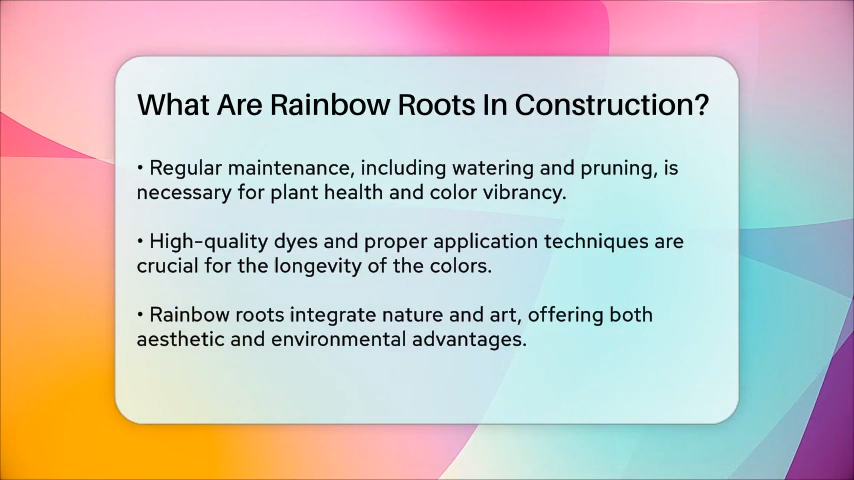 What Are Rainbow Roots In Construction?
• Regular maintenance, including watering and pruning, is
necessary for plant health and color vibrancy.
• High-quality dyes and proper application techniques are
crucial for the longevity of the colors.
• Rainbow roots integrate nature and art, offering both
aesthetic and environmental advantages.